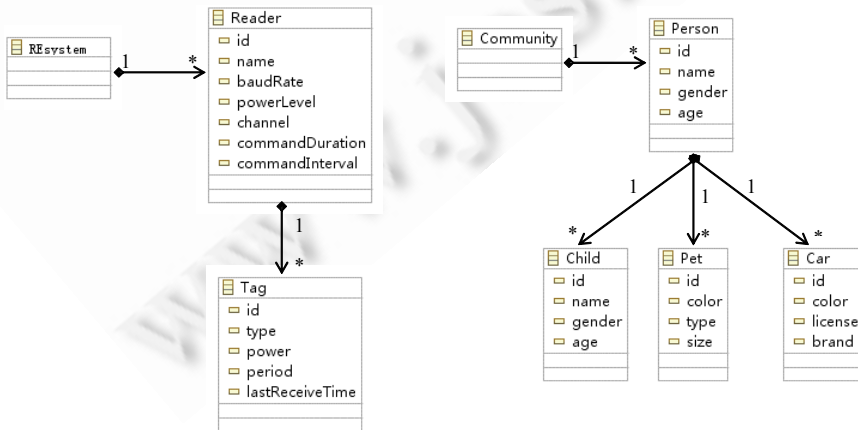 REsystem
1
*
Reader
id
name
baudRate
powerLevel
channel
commandDuration
commandInterval
1
*
Tag
id
type
power
period
lastReceiveTime
Community
1
*
Person
id
name
gender
age
1
1
1
*
*
*
Child
id
name
gender
age
Pet
id
color
type
size
Car
id
color
license
brand